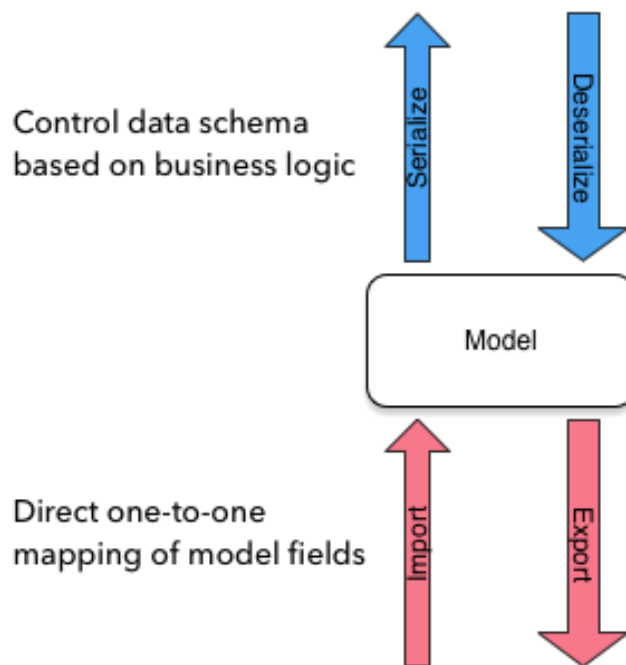 Serialize
Deserialize
Control data schema
based on business logic
Model
Import
Export
Direct one-to-one
mapping of model fields